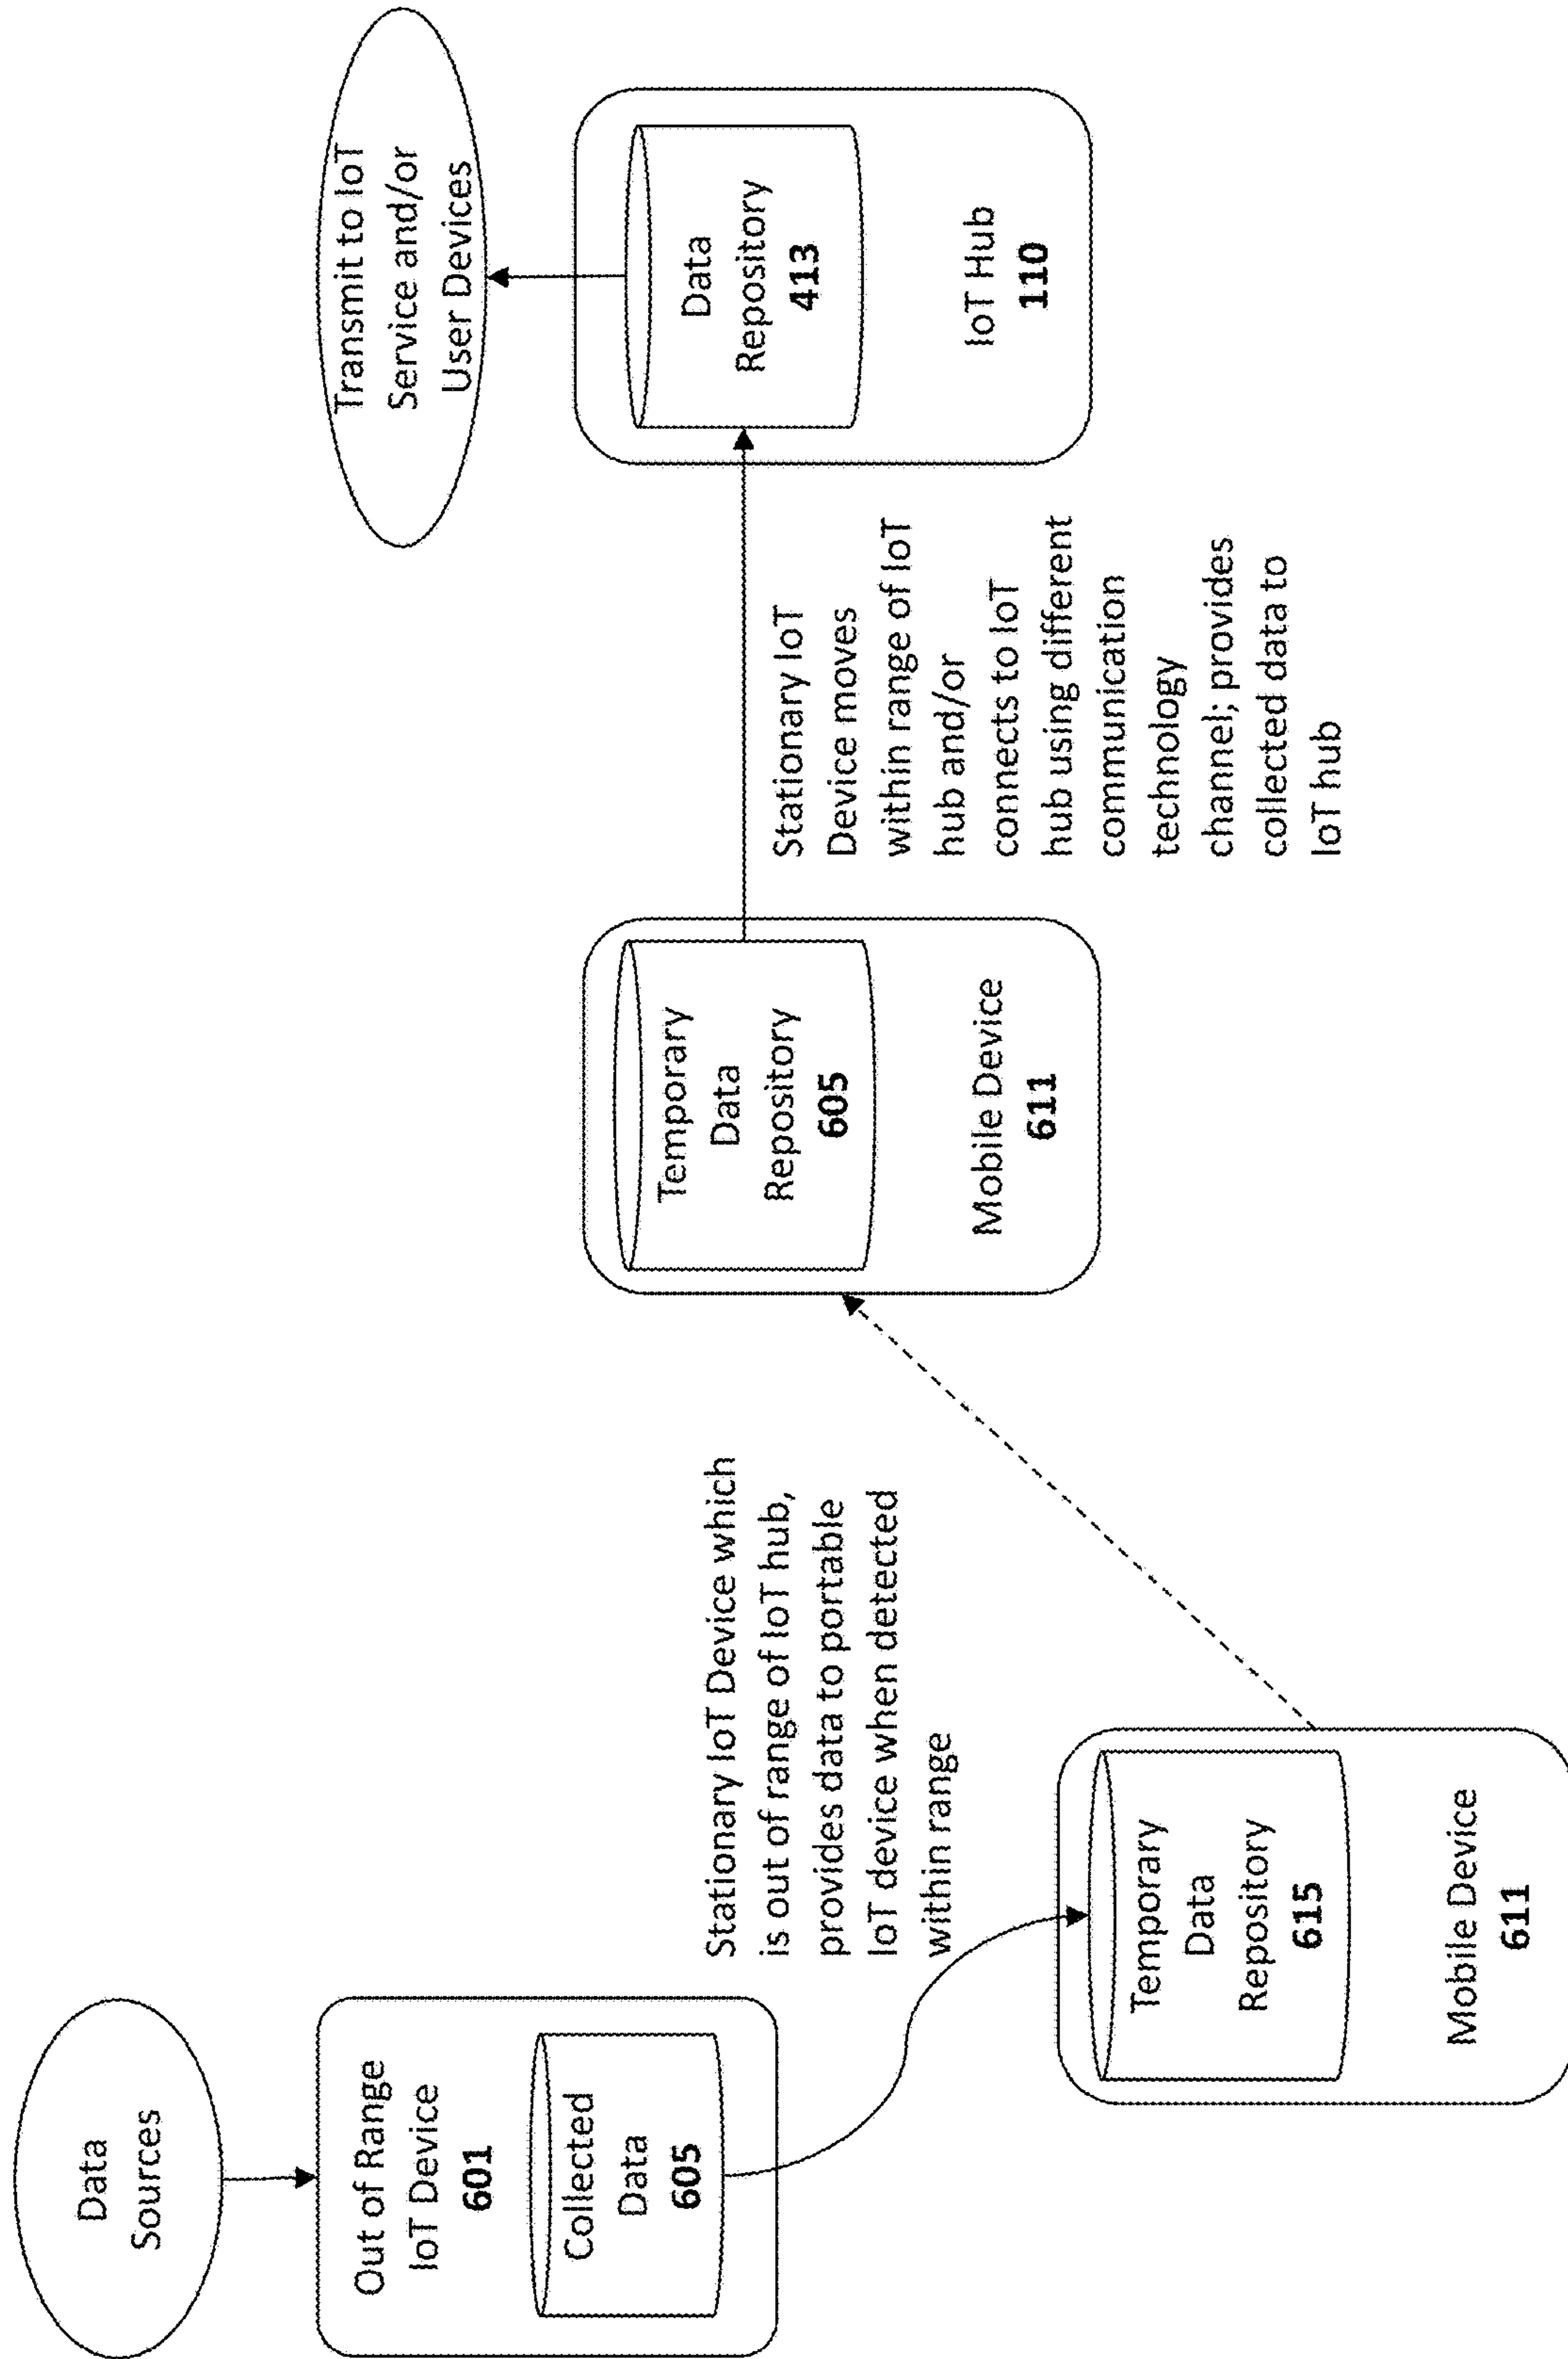 Data
Sources
Out of Range
IoT Device
601
Collected
Data
605
Stationary IoT Device which
is out of range of IoT hub,
provides data to portable
IoT device when detected
within range
Temporary
Data
Repository
615
Mobile Device
611
Temporary
Data
Repository
605
Mobile Device
611
Stationary IoT
Device moves
within range of IoT
hub and/or
connects to IoT
hub using different
communication
technology
channel; provides
collected data to
IoT hub
Transmit to IoT
Service and/or
User Devices
Data
Repository
413
IoT Hub
110